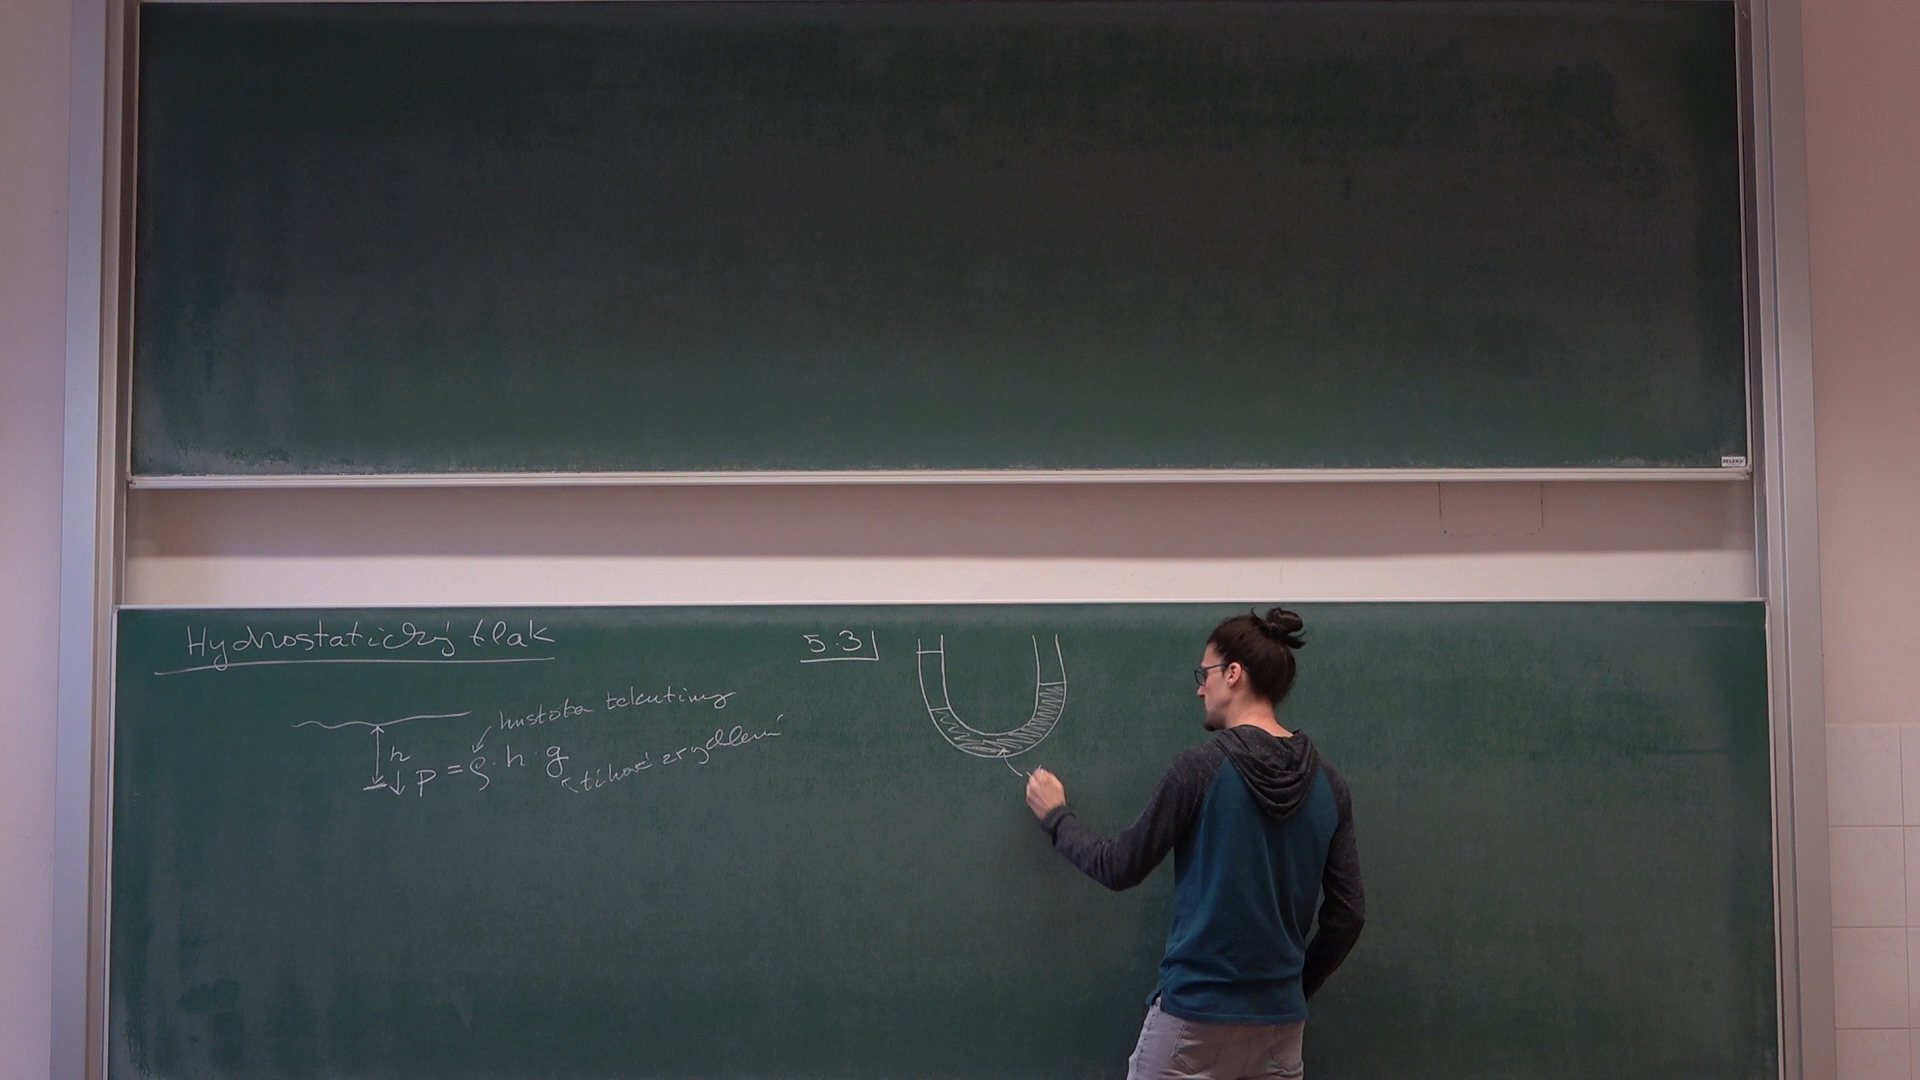 Hydrostatický tlak
hustota tekutiny
h
p = ρ · h · g
tíhové zrychlení
5.3